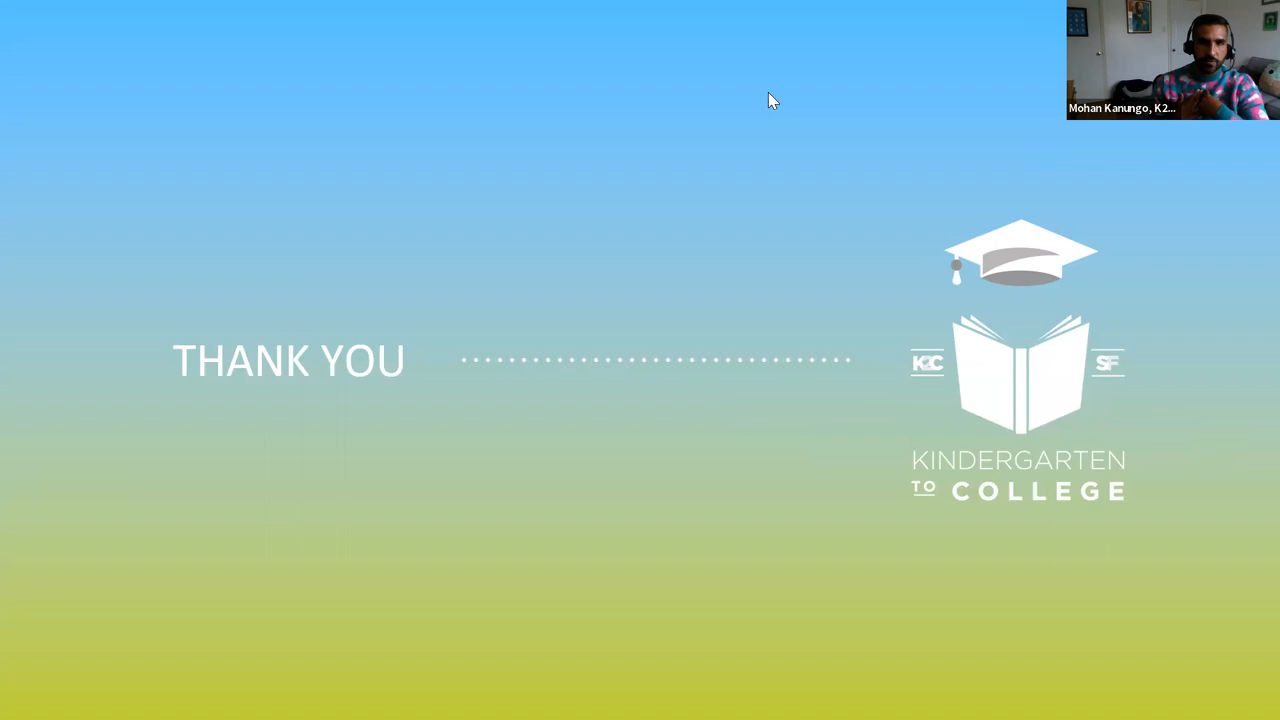 Mohan Kanungo, K2...
THANK YOU
K2C
SF
KINDERGARTEN
TO COLLEGE